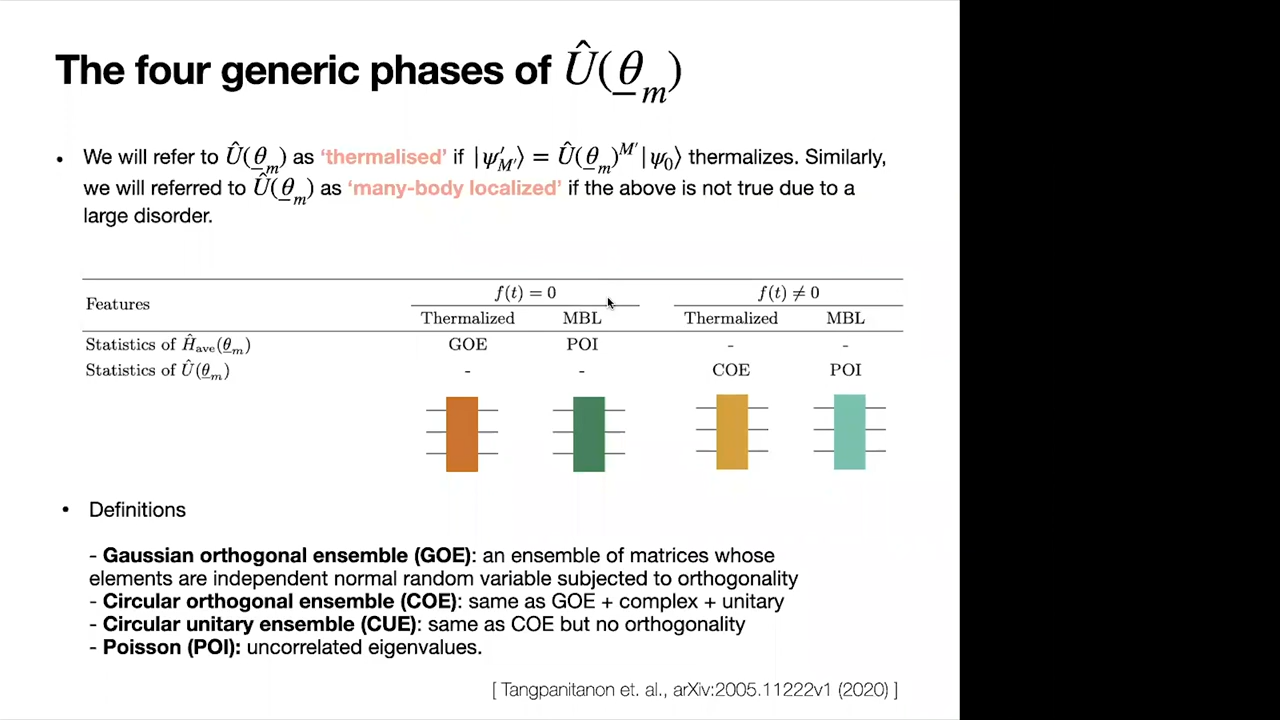 The four generic phases of Û(θ_m)
• We will refer to Û(θ_m) as ‘thermalised’ if |ψ′_M′⟩ = Û(θ_m)^M′|ψ_0⟩ thermalizes. Similarly,
we will referred to Û(θ_m) as ‘many-body localized’ if the above is not true due to a
large disorder.
Features f(t) = 0 f(t) ≠ 0
Thermalized MBL Thermalized MBL
Statistics of Ĥ_ave(θ_m) GOE POI - -
Statistics of Û(θ_m) - - COE POI
• Definitions
- Gaussian orthogonal ensemble (GOE): an ensemble of matrices whose
elements are independent normal random variable subjected to orthogonality
- Circular orthogonal ensemble (COE): same as GOE + complex + unitary
- Circular unitary ensemble (CUE): same as COE but no orthogonality
- Poisson (POI): uncorrelated eigenvalues.
[ Tangpanitanon et. al., arXiv:2005.11222v1 (2020) ]